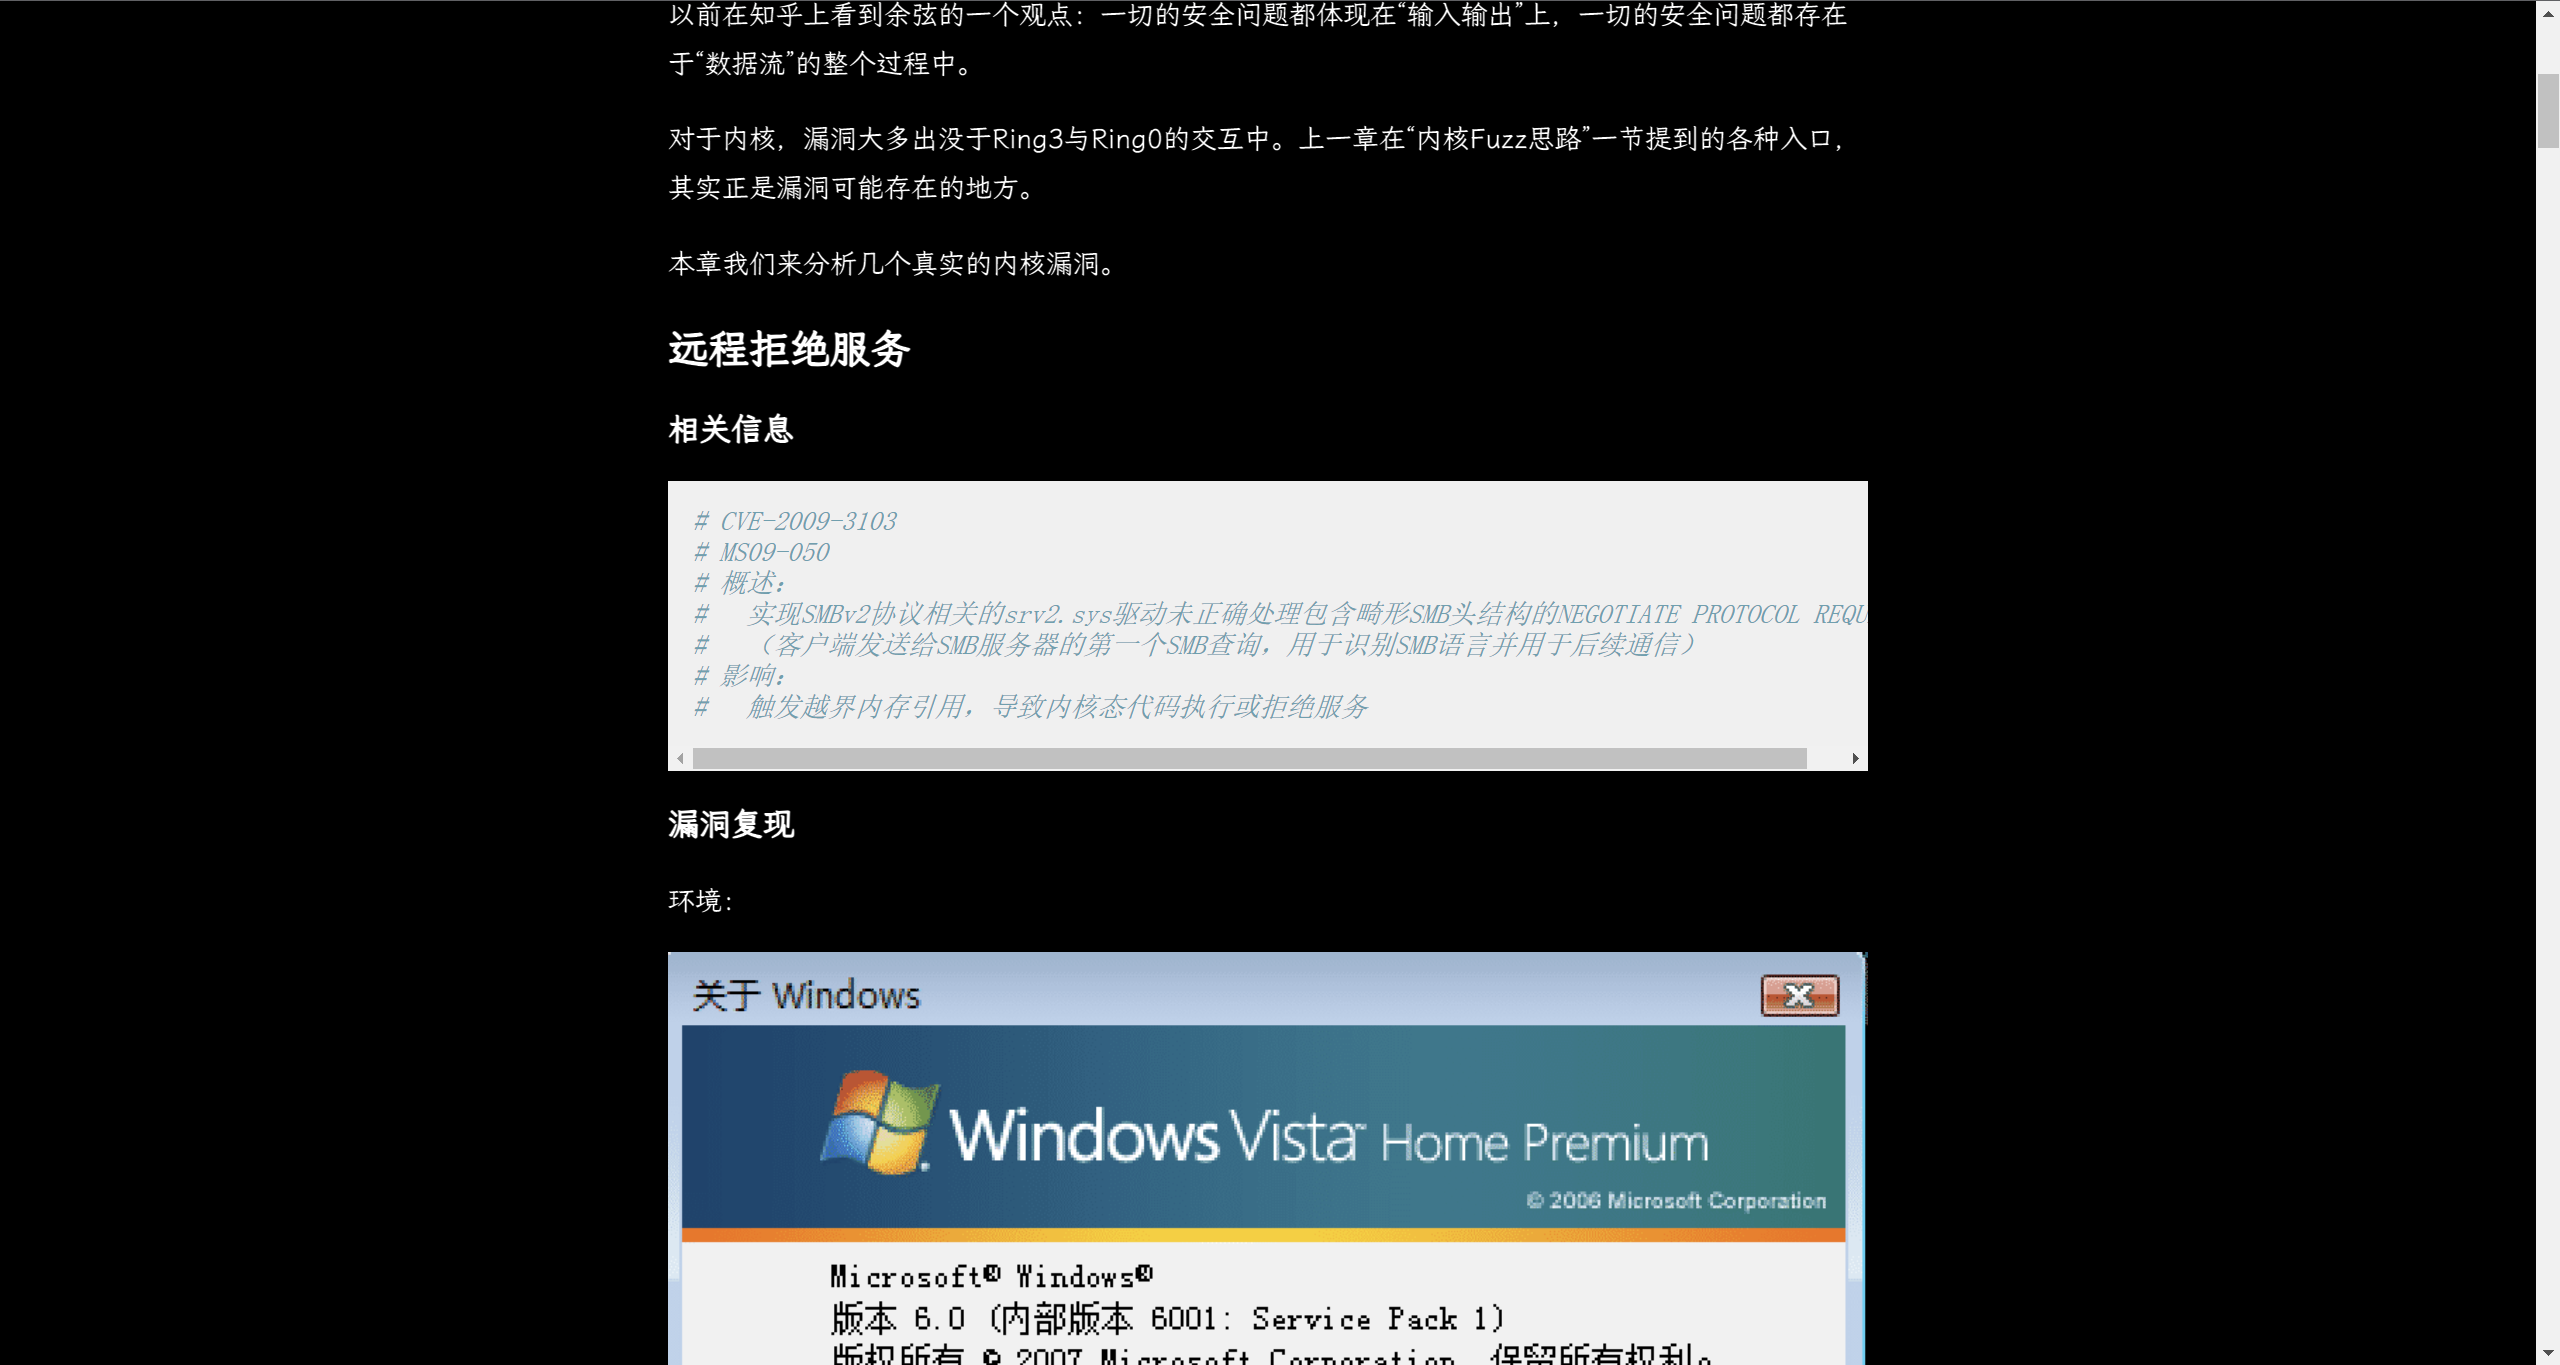 以前在知乎上看到余弦的一个观点：一切的安全问题都体现在“输入输出”上，一切的安全问题都存在
于“数据流”的整个过程中。
对于内核，漏洞大多出没于Ring3与Ring0的交互中。上一章在“内核Fuzz思路”一节提到的各种入口，
其实正是漏洞可能存在的地方。
本章我们来分析几个真实的内核漏洞。
远程拒绝服务
相关信息
# CVE-2009-3103
# MS09-050
# 概述：
#   实现SMBv2协议相关的srv2.sys驱动未正确处理包含畸形SMB头结构的NEGOTIATE PROTOCOL REQU
#   （客户端发送给SMB服务器的第一个SMB查询，用于识别SMB语言并用于后续通信）
# 影响：
#   触发越界内存引用，导致内核态代码执行或拒绝服务
漏洞复现
环境：
关于 Windows
Windows Vista™ Home Premium
© 2006 Microsoft Corporation
Microsoft® Windows®
版本 6.0 (内部版本 6001: Service Pack 1)
版权所有 © 2007 Microsoft Corporation。保留所有权利。